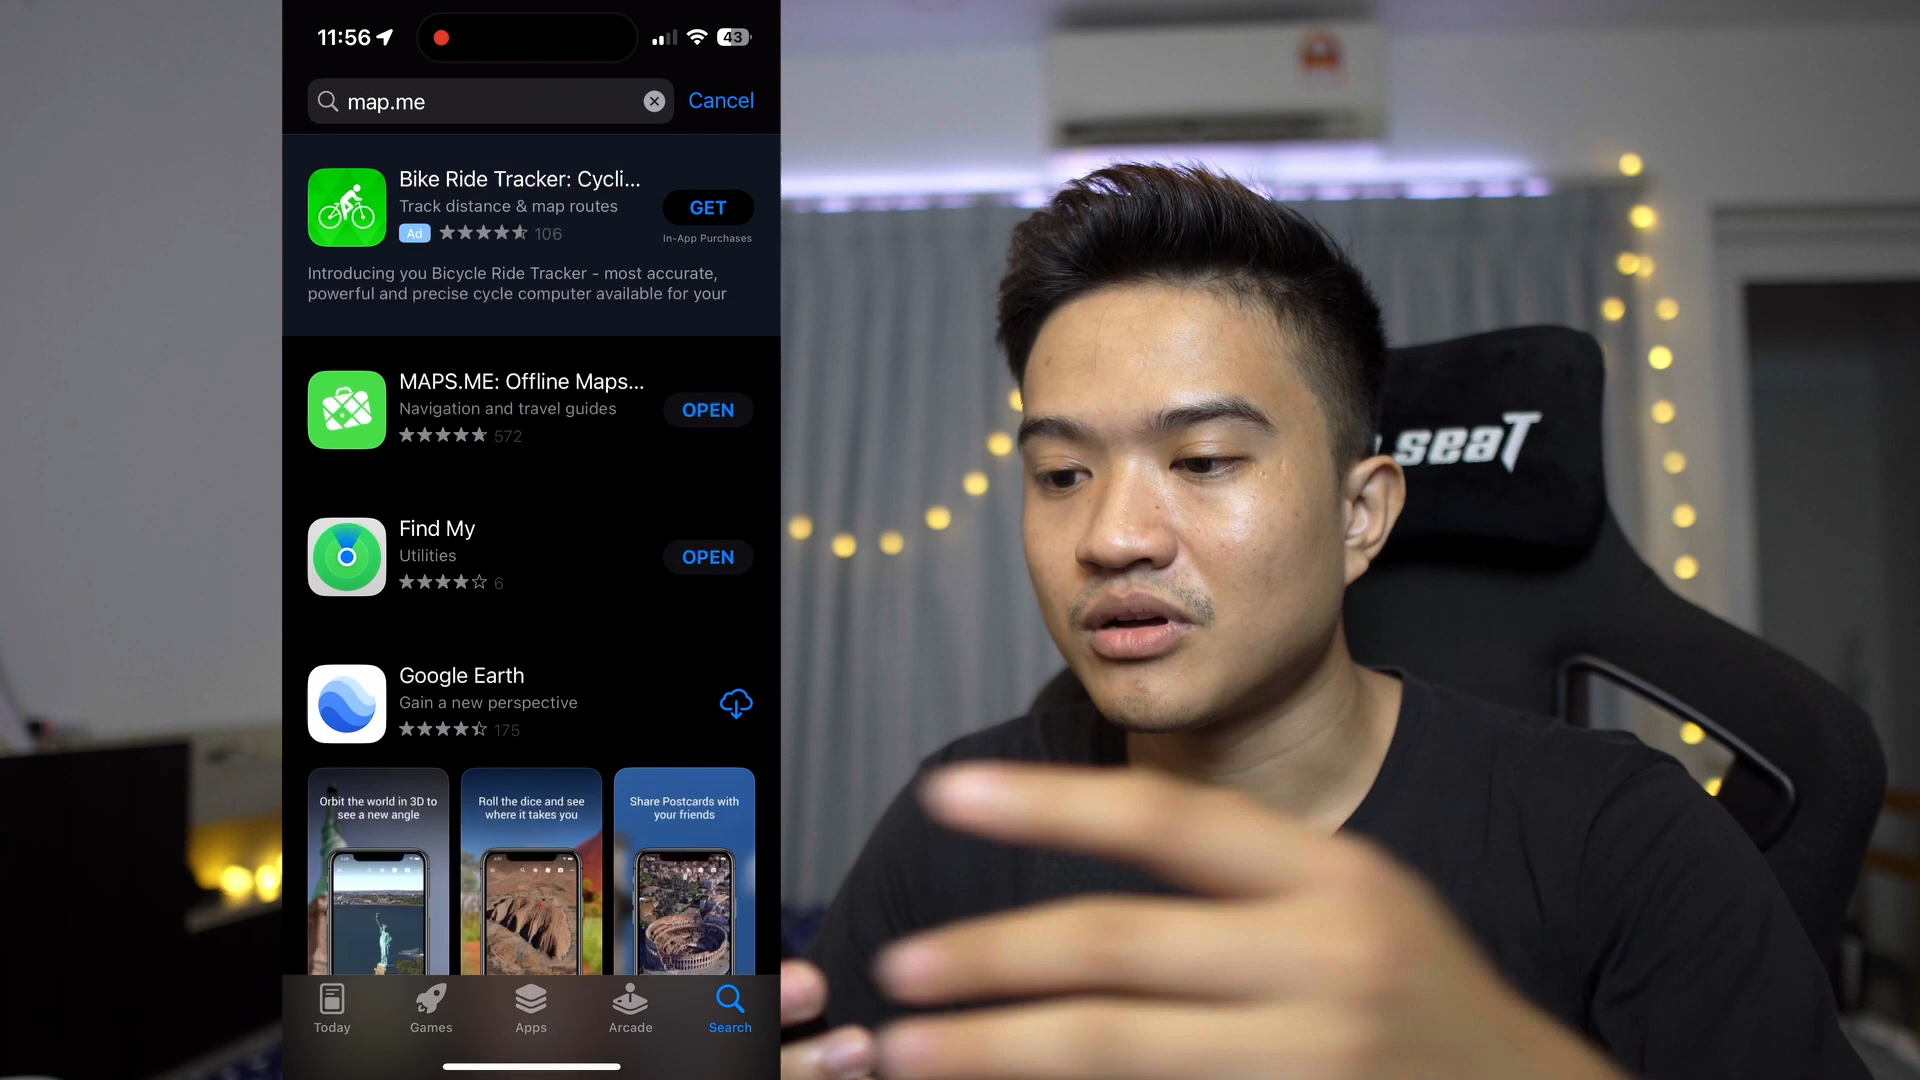 11:56
43
map.me
Cancel
Bike Ride Tracker: Cycli...
Track distance & map routes
Ad
106
GET
In-App Purchases
Introducing you Bicycle Ride Tracker - most accurate,
powerful and precise cycle computer available for your
MAPS.ME: Offline Maps...
Navigation and travel guides
572
OPEN
Find My
Utilities
6
OPEN
Google Earth
Gain a new perspective
175
Orbit the world in 3D to
see a new angle
Roll the dice and see
where it takes you
Share Postcards with
your friends
Today
Games
Apps
Arcade
Search
seaT